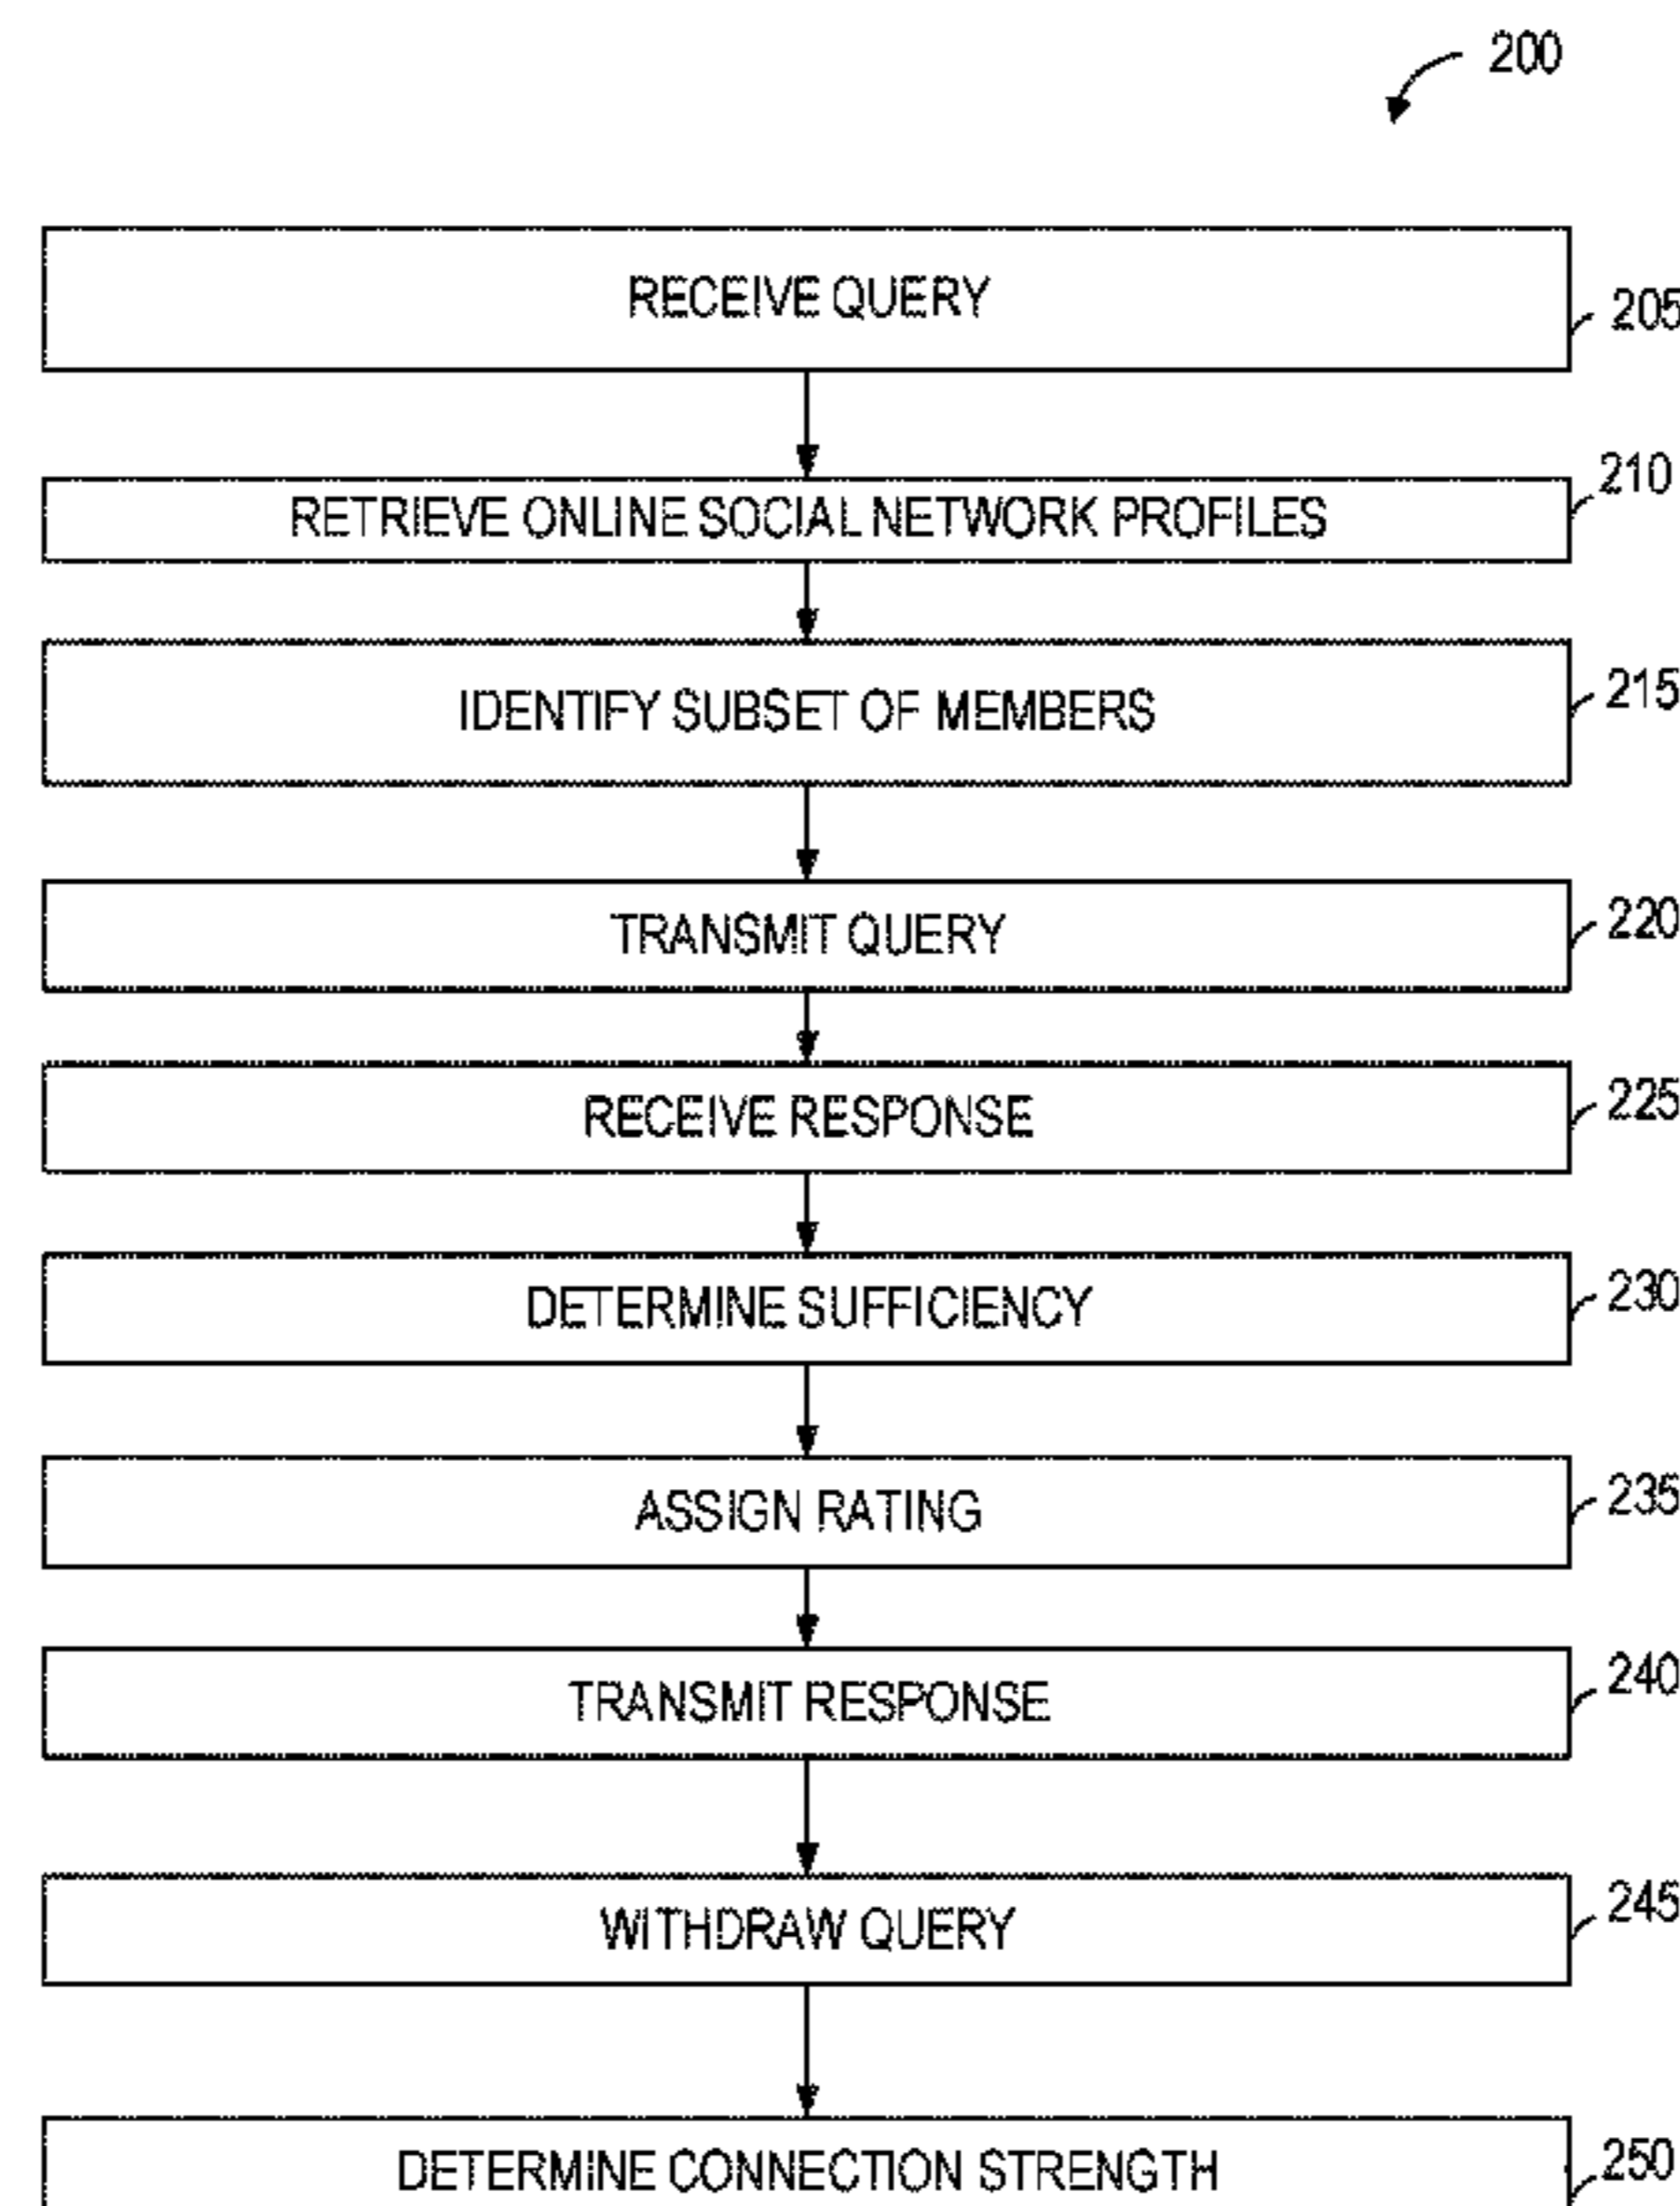 200
RECEIVE QUERY
205
210
RETRIEVE ONLINE SOCIAL NETWORK PROFILES
IDENTIFY SUBSET OF MEMBERS
215
TRANSMIT QUERY
220
RECEIVE RESPONSE
225
DETERMINE SUFFICIENCY
230
ASSIGN RATING
235
TRANSMIT RESPONSE
240
WITHDRAW QUERY
245
DETERMINE CONNECTION STRENGTH
250